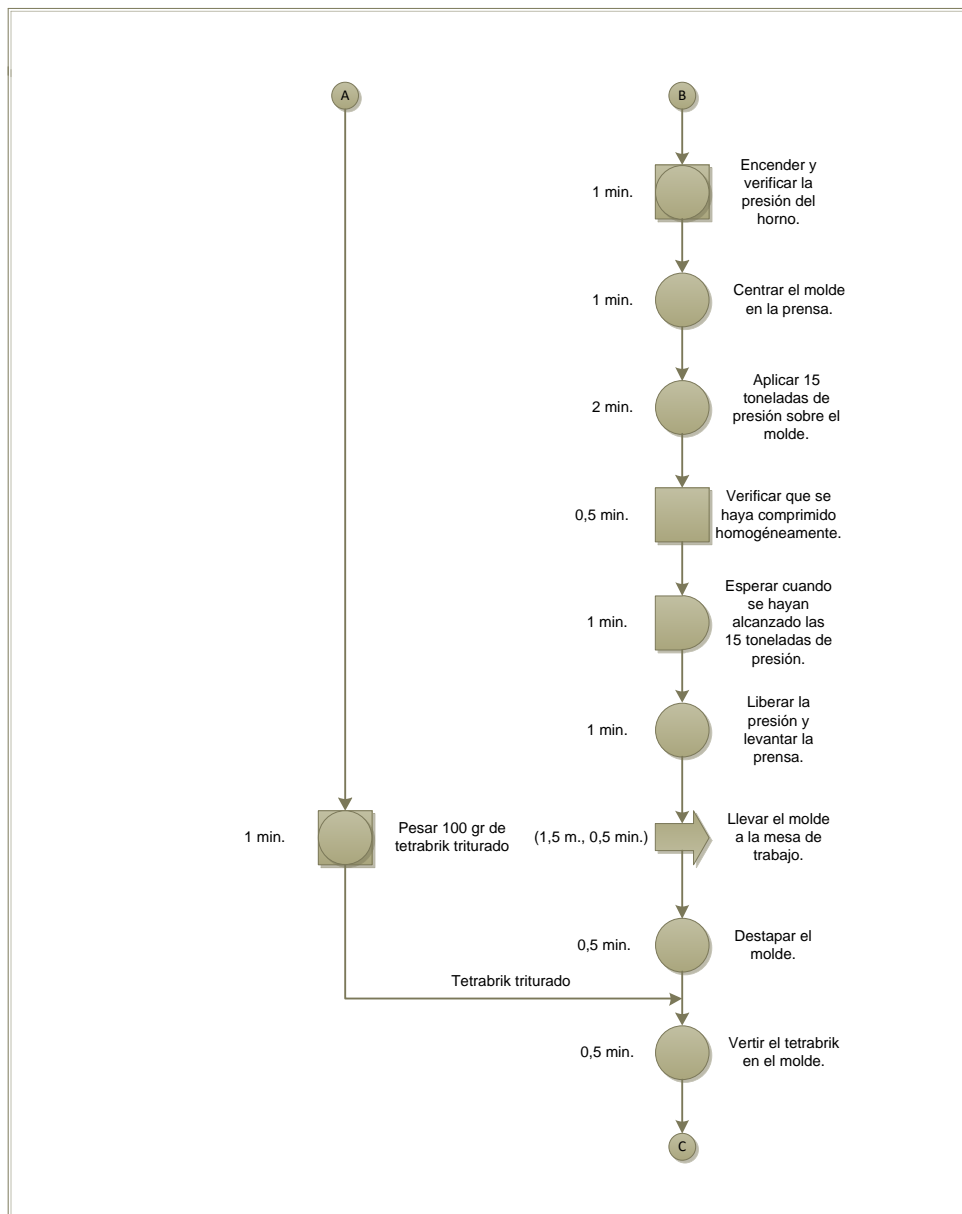 A
B
1 min.
Encender y
verificar la
presión del
horno.
1 min.
Centrar el molde
en la prensa.
2 min.
Aplicar 15
toneladas de
presión sobre el
molde.
0,5 min.
Verificar que se
haya comprimido
homogéneamente.
1 min.
Esperar cuando
se hayan
alcanzado las
15 toneladas de
presión.
1 min.
Liberar la
presión y
levantar la
prensa.
1 min.
Pesar 100 gr de
tetrabrik triturado
(1,5 m., 0,5 min.)
Llevar el molde
a la mesa de
trabajo.
0,5 min.
Destapar el
molde.
Tetrabrik triturado
0,5 min.
Vertir el tetrabrik
en el molde.
C